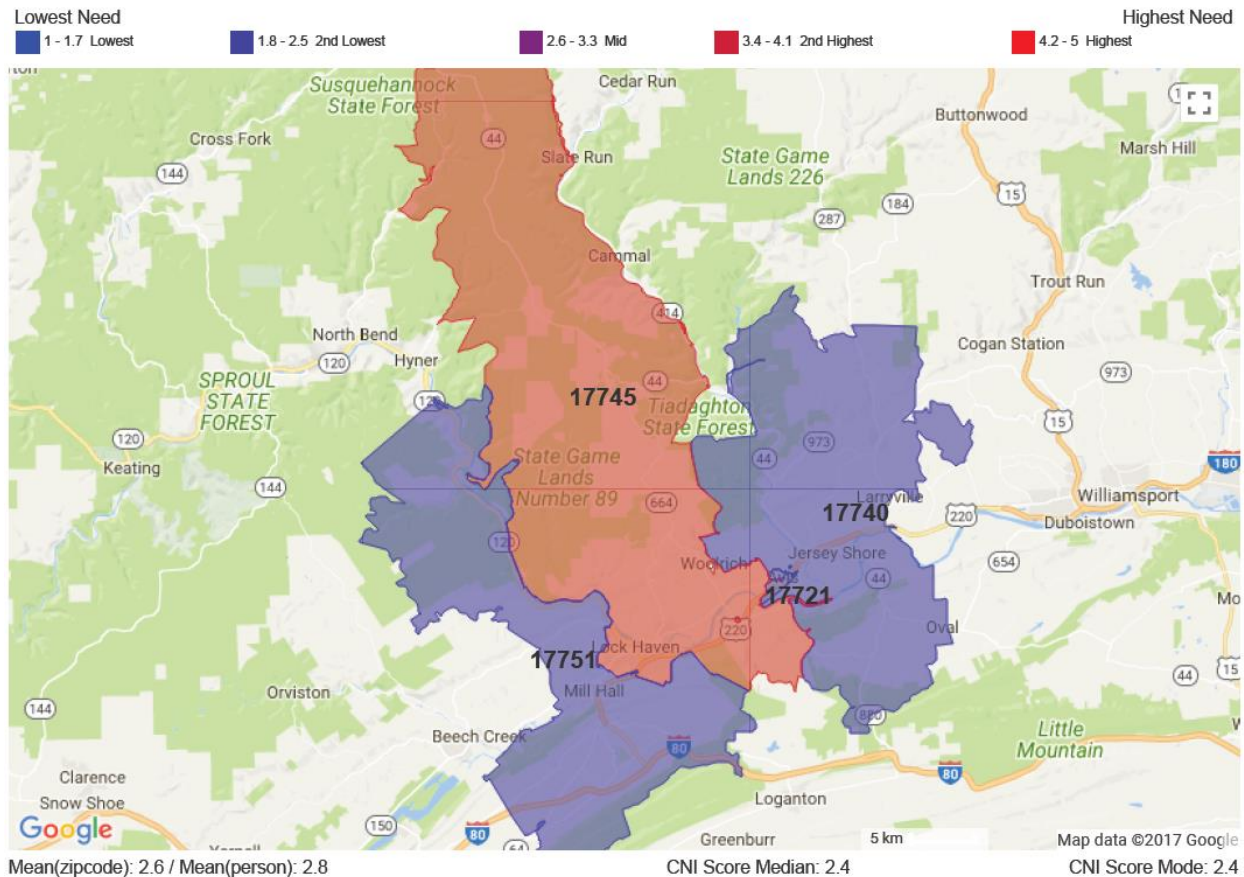 Lowest Need
Highest Need
1 - 1.7 Lowest
1.8 - 2.5 2nd Lowest
2.6 - 3.3 Mid
3.4 - 4.1 2nd Highest
4.2 - 5 Highest
Susquehannock
State Forest
Cedar Run
Buttonwood
Cross Fork
44
Slate Run
Marsh Hill
State Game
Lands 226
144
184
15
287
Cammal
Trout Run
414
North Bend
Cogan Station
Hyner
120
973
SPROUL
STATE
FOREST
44
17745
Tiadaghton
State Forest
15
120
973
44
Keating
State Game
Lands
Number 89
180
144
Larryville
Williamsport
664
17740
220
Duboistown
120
Jersey Shore
Woolrich
654
Avis
44
17721
220
Oval
Lock Haven
17751
15
44
Orviston
Mill Hall
144
880
Beech Creek
Little
Mountain
80
80
Clarence
Snow Shoe
Loganton
Google
150
80
Greenburr
5 km
Map data ©2017 Google
64
Mean(zipcode): 2.6 / Mean(person): 2.8
CNI Score Median: 2.4
CNI Score Mode: 2.4